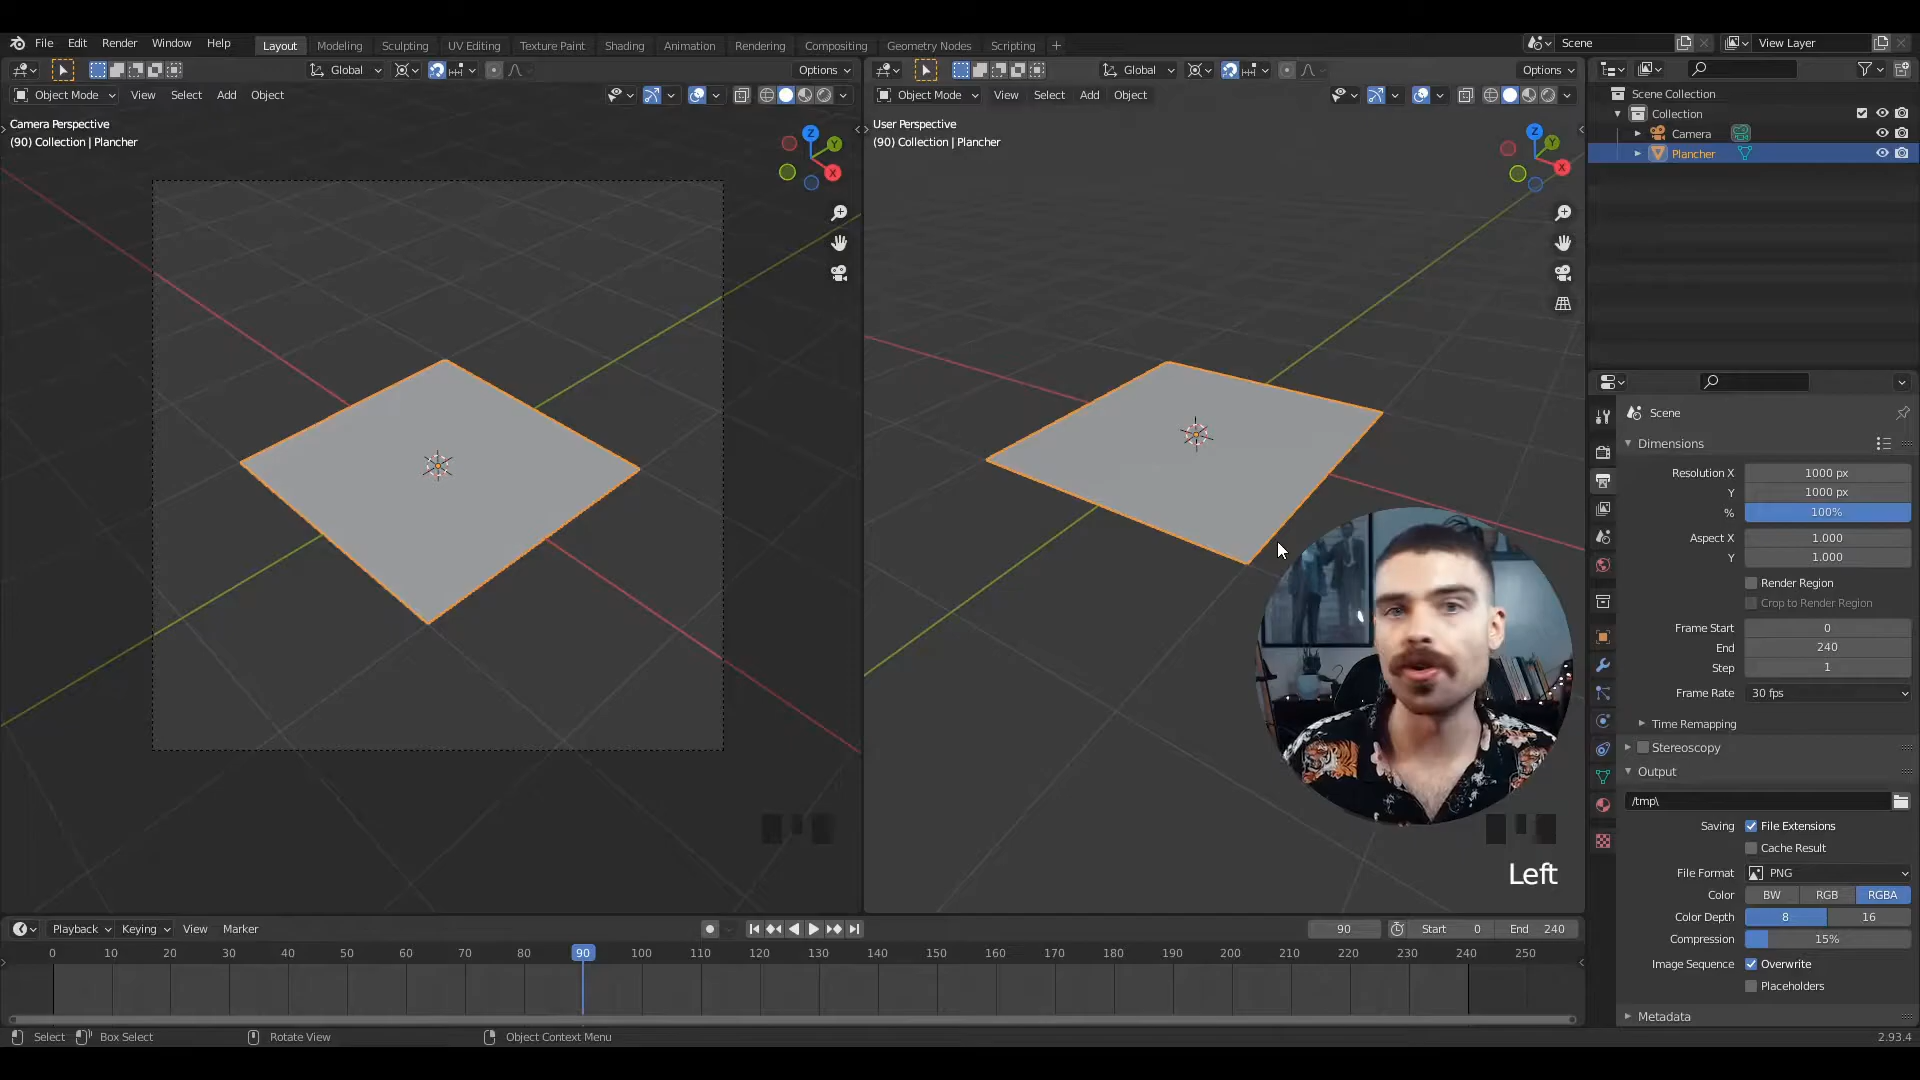 File Edit Render Window Help Layout Modeling Sculpting UV Editing Texture Paint Shading Animation Rendering Compositing Geometry Nodes Scripting + Scene View Layer
Global Options
Object Mode View Select Add Object
Camera Perspective
(90) Collection | Plancher
Z
Y
X
Global Options
Object Mode View Select Add Object
User Perspective
(90) Collection | Plancher
Z
Y
X
Left
Scene Collection
Collection
Camera
Plancher
Scene
Dimensions
Resolution X 1000 px
Y 1000 px
% 100%
Aspect X 1.000
Y 1.000
Render Region
Crop to Render Region
Frame Start 0
End 240
Step 1
Frame Rate 30 fps
Time Remapping
Stereoscopy
Output
/tmp\
Saving File Extensions
Cache Result
File Format PNG
Color BW RGB RGBA
Color Depth 8 16
Compression 15%
Image Sequence Overwrite
Placeholders
Metadata
Playback Keying View Marker 90 Start 0 End 240
0 10 20 30 40 50 60 70 80 90 100 110 120 130 140 150 160 170 180 190 200 210 220 230 240 250
Select Box Select Rotate View Object Context Menu 2.93.4